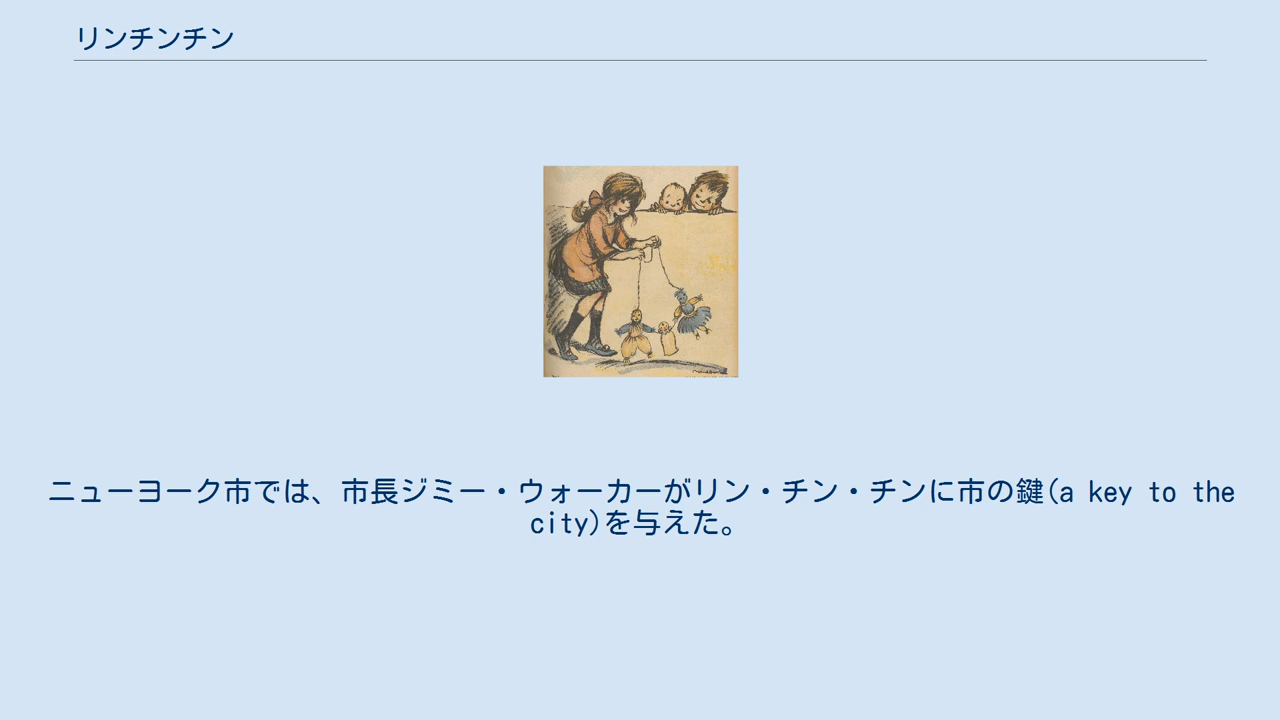 リンチンチン
ニューヨーク市では、市長ジミー・ウォーカーがリン・チン・チンに市の鍵(a key to the
city)を与えた。